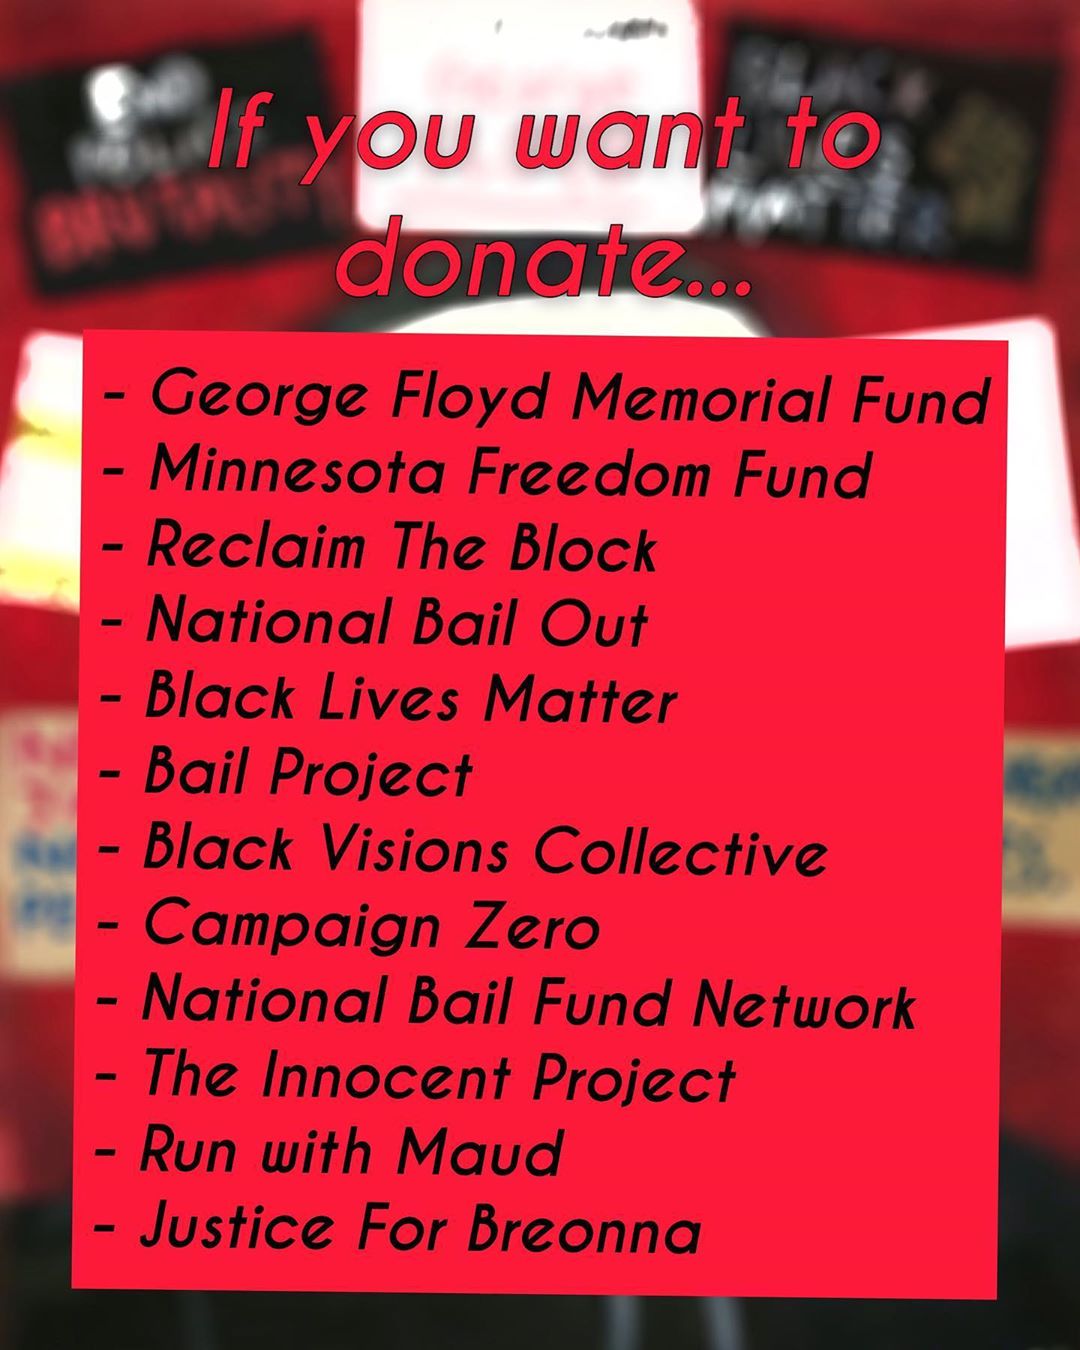 If you want to
donate...
- George Floyd Memorial Fund
- Minnesota Freedom Fund
- Reclaim The Block
- National Bail Out
- Black Lives Matter
- Bail Project
- Black Visions Collective
- Campaign Zero
- National Bail Fund Network
- The Innocent Project
- Run with Maud
- Justice For Breonna